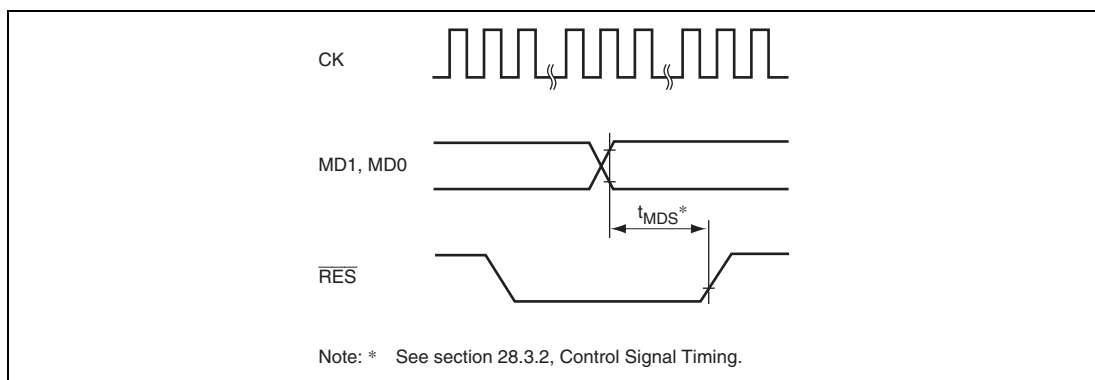 CK
MD1, MD0
tMDS*
RES
Note: * See section 28.3.2, Control Signal Timing.